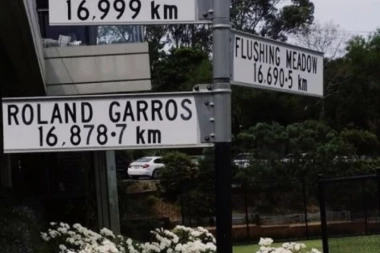 16,999 km
FLUSHING MEADOW
16,690·5 km
ROLAND GARROS
16,878·7 km